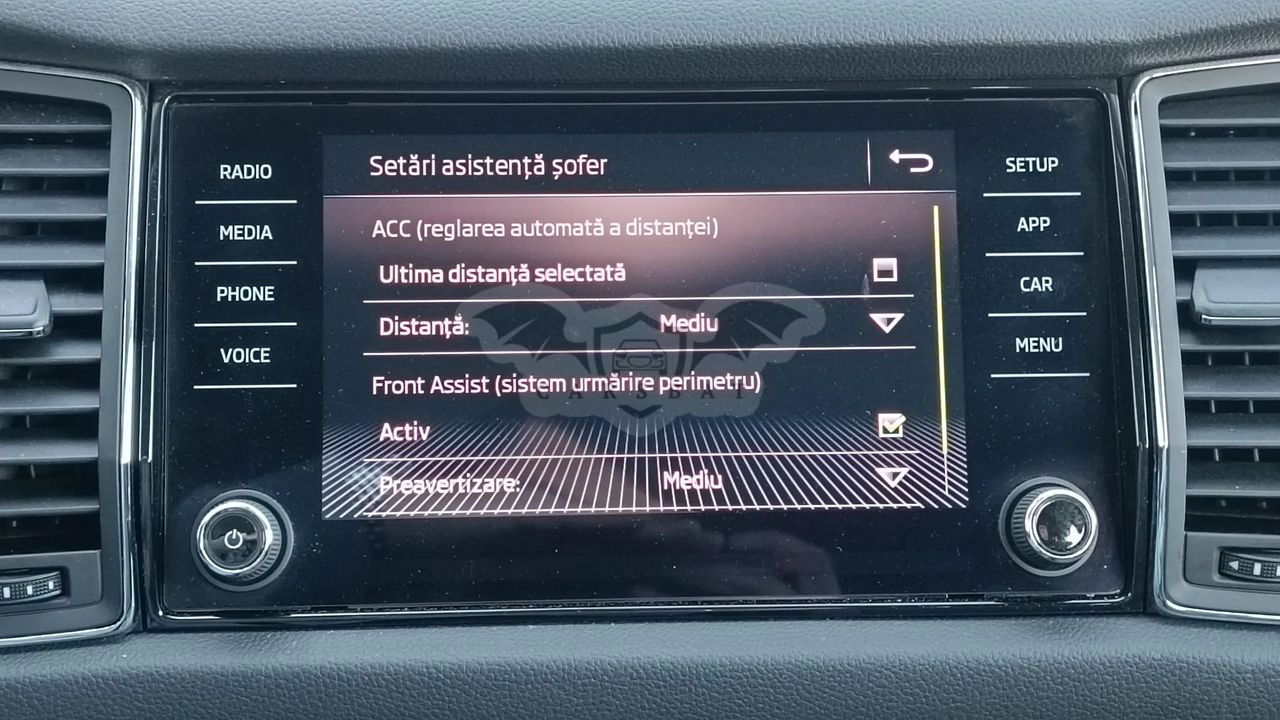 RADIO
MEDIA
PHONE
VOICE
Setări asistență șofer
ACC (reglarea automată a distanței)
Ultima distanță selectată
Distanță: Mediu
Front Assist (sistem urmărire perimetru)
Activ
Preavertizare: Mediu
SETUP
APP
CAR
MENU
CARSBAT